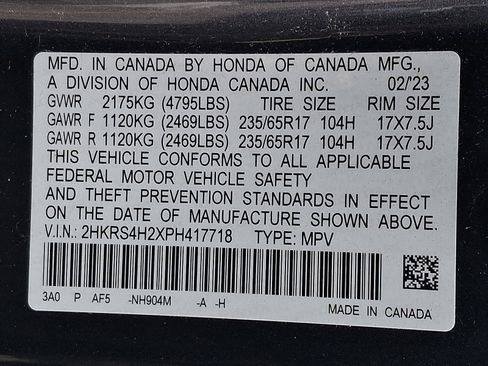 MFD. IN CANADA BY HONDA OF CANADA MFG.,
A DIVISION OF HONDA CANADA INC. 02/'23
GVWR 2175KG (4795LBS) TIRE SIZE RIM SIZE
GAWR F 1120KG (2469LBS) 235/65R17 104H 17X7.5J
GAWR R 1120KG (2469LBS) 235/65R17 104H 17X7.5J
THIS VEHICLE CONFORMS TO ALL APPLICABLE
FEDERAL MOTOR VEHICLE SAFETY
AND THEFT PREVENTION STANDARDS IN EFFECT
ON THE DATE OF MANUFACTURE SHOWN ABOVE.
V.I.N.: 2HKRS4H2XPH417718 TYPE: MPV
3A0 P AF5 -NH904M -A -H MADE IN CANADA